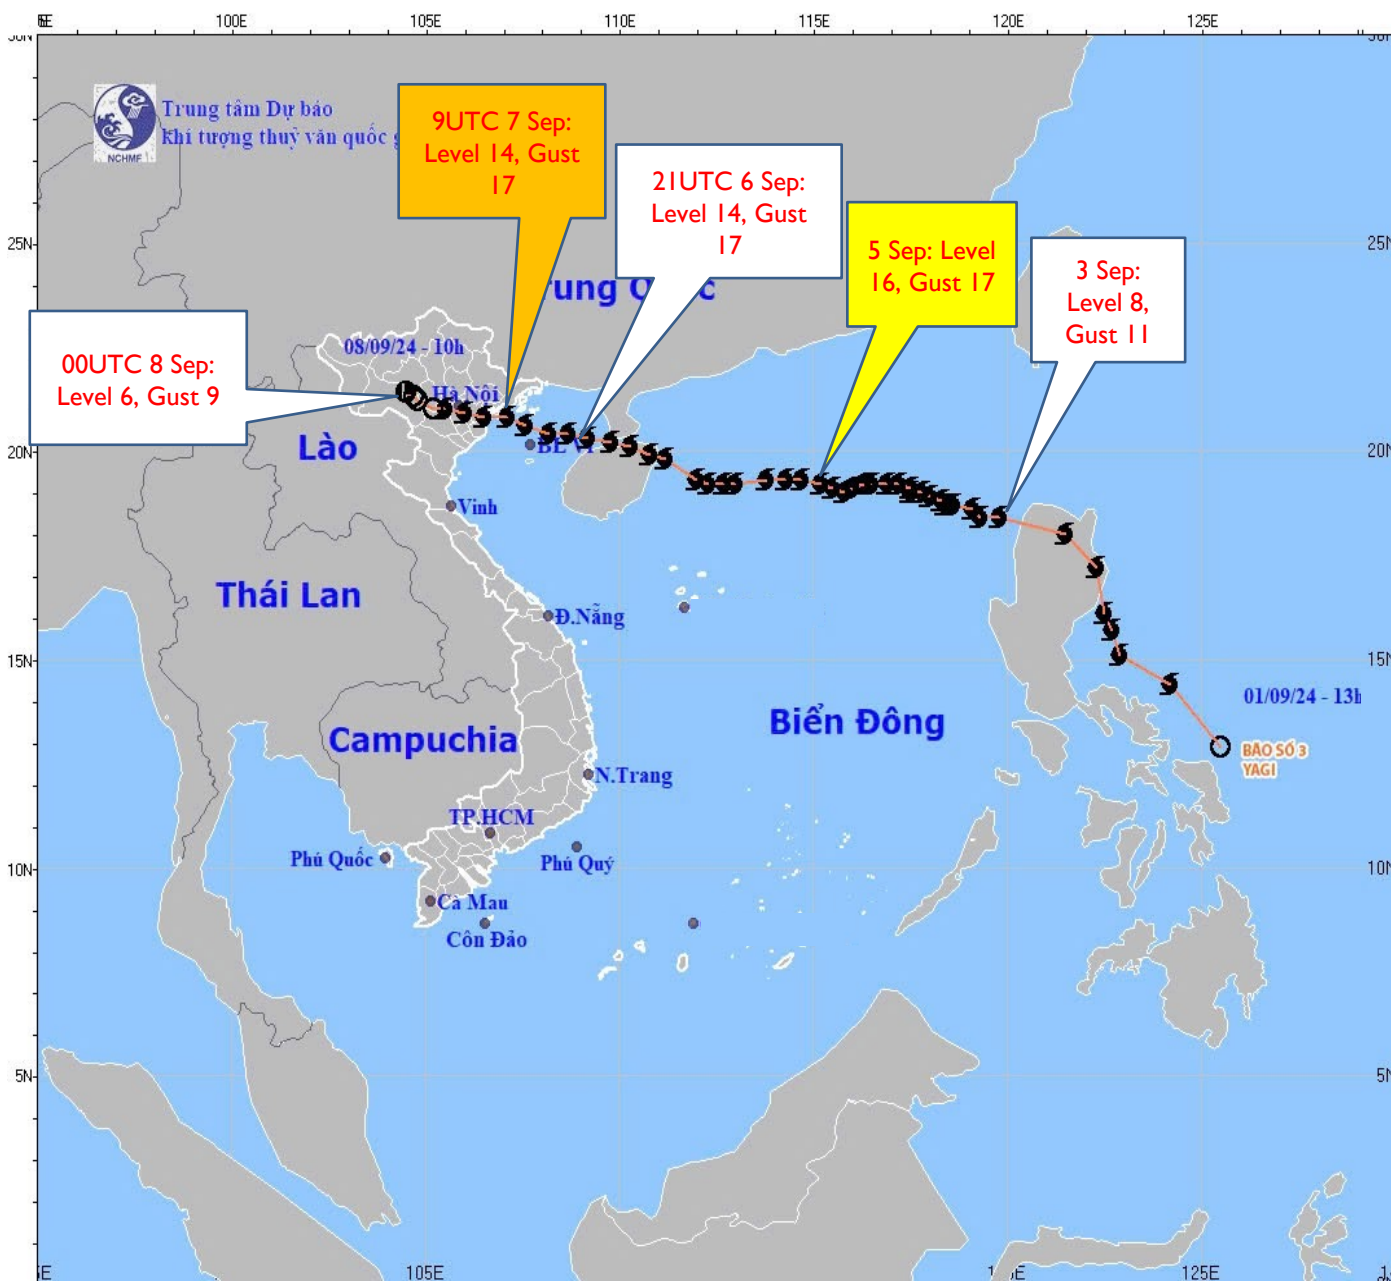 100E
105E
110E
115E
120E
125E
Trung tâm Dự báo
khí tượng thuỷ văn quốc
NCHMF
9UTC 7 Sep:
Level 14, Gust
17
21UTC 6 Sep:
Level 14, Gust
17
5 Sep: Level
16, Gust 17
3 Sep:
Level 8,
Gust 11
00UTC 8 Sep:
Level 6, Gust 9
25N
08/09/24 - 10h
Hà Nội
20N
20N
Lào
Vinh
Thái Lan
Đ.Nẵng
15N
Biển Đông
01/09/24 - 13h
BÃO SỐ 3
YAGI
Campuchia
N.Trang
TP.HCM
Phú Quốc
Phú Quý
10N
Cà Mau
Côn Đảo
5N
105E
125E